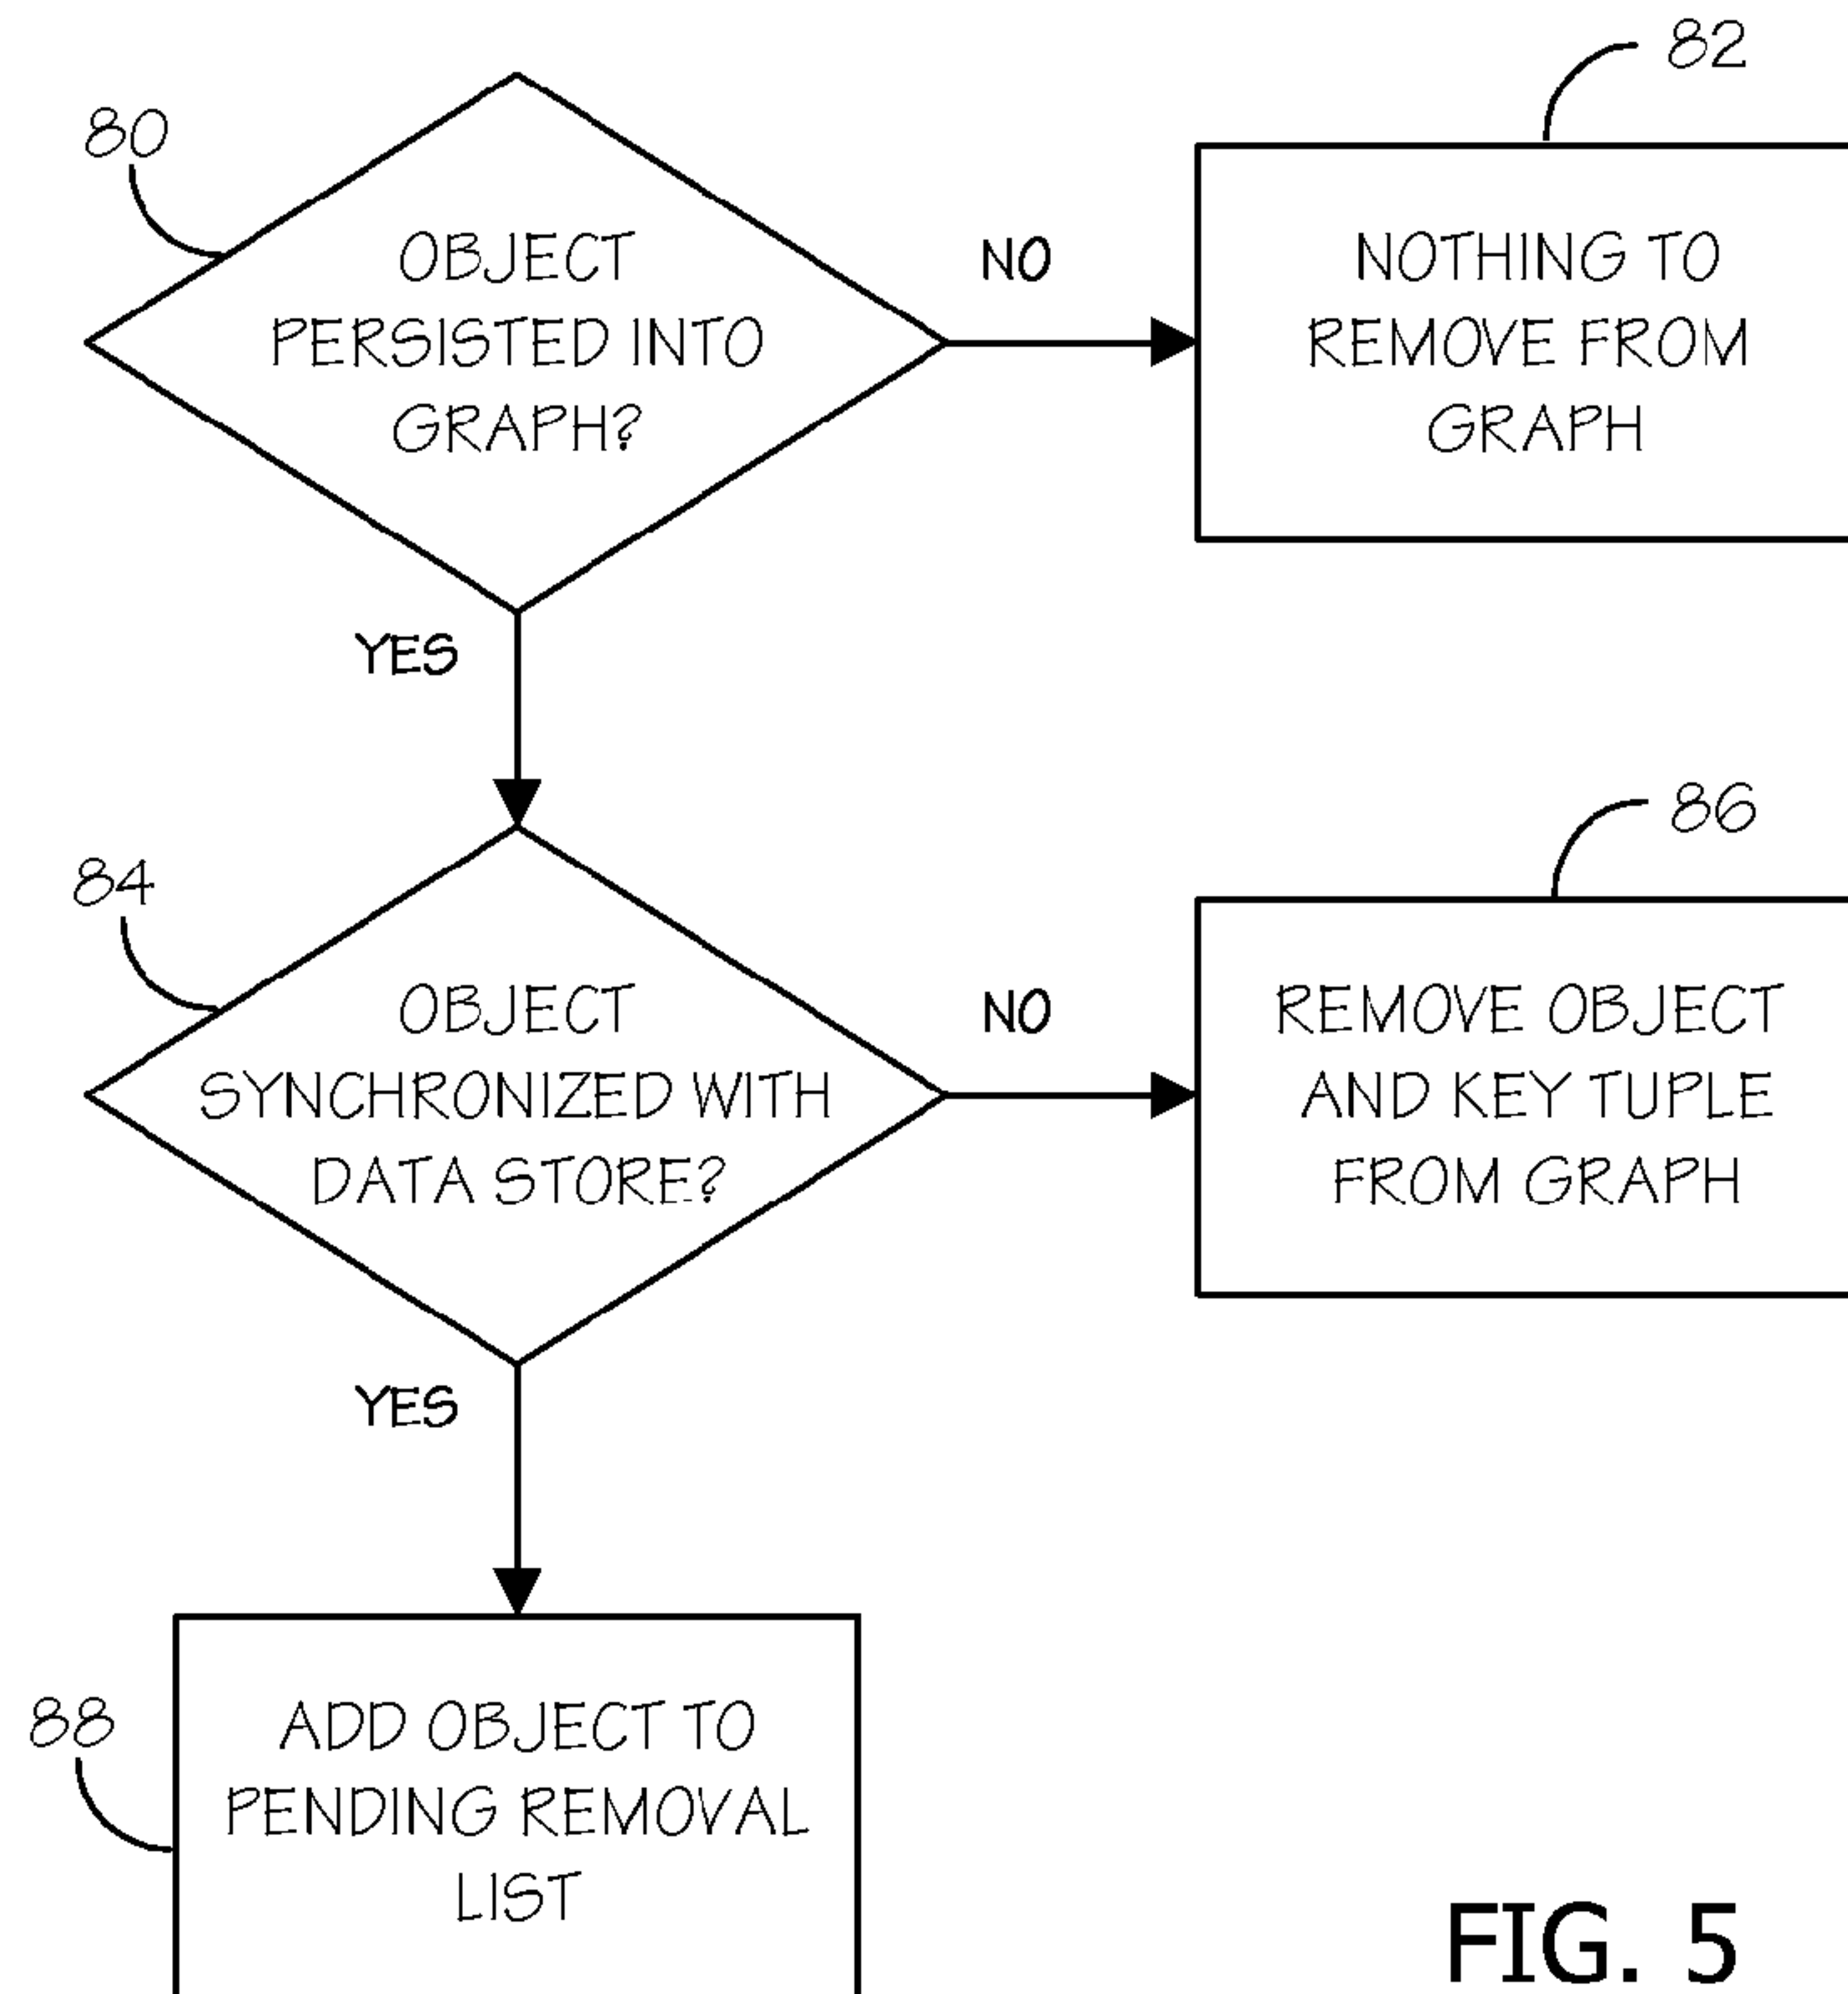 80
OBJECT
PERSISTED INTO
GRAPH?
NO
82
NOTHING TO
REMOVE FROM
GRAPH
YES
84
OBJECT
SYNCHRONIZED WITH
DATA STORE?
NO
86
REMOVE OBJECT
AND KEY TUPLE
FROM GRAPH
YES
88
ADD OBJECT TO
PENDING REMOVAL
LIST
FIG. 5